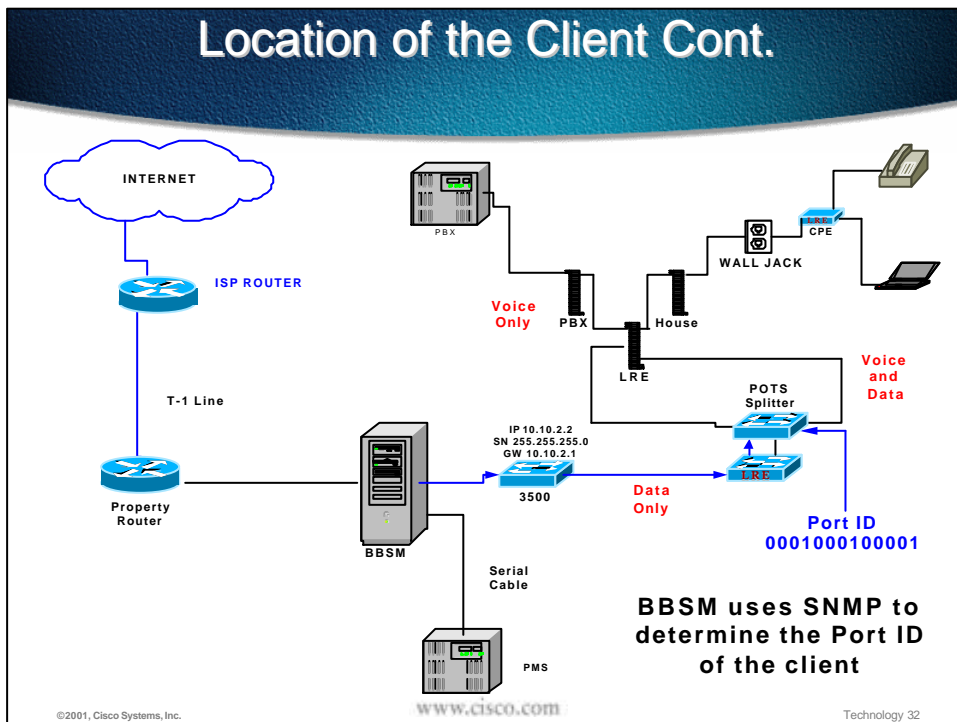 Location of the Client Cont.
INTERNET
ISP ROUTER
T-1 Line
Property
Router
BBSM
Serial
Cable
PMS
IP 10.10.2.2
SN 255.255.255.0
GW 10.10.2.1
3500
Data
Only
PBX
Voice
Only
PBX
House
LRE
WALL JACK
LRE
CPE
Voice
and
Data
POTS
Splitter
LRE
Port ID
0001000100001
BBSM uses SNMP to
determine the Port ID
of the client
©2001, Cisco Systems, Inc.
www.cisco.com
Technology 32